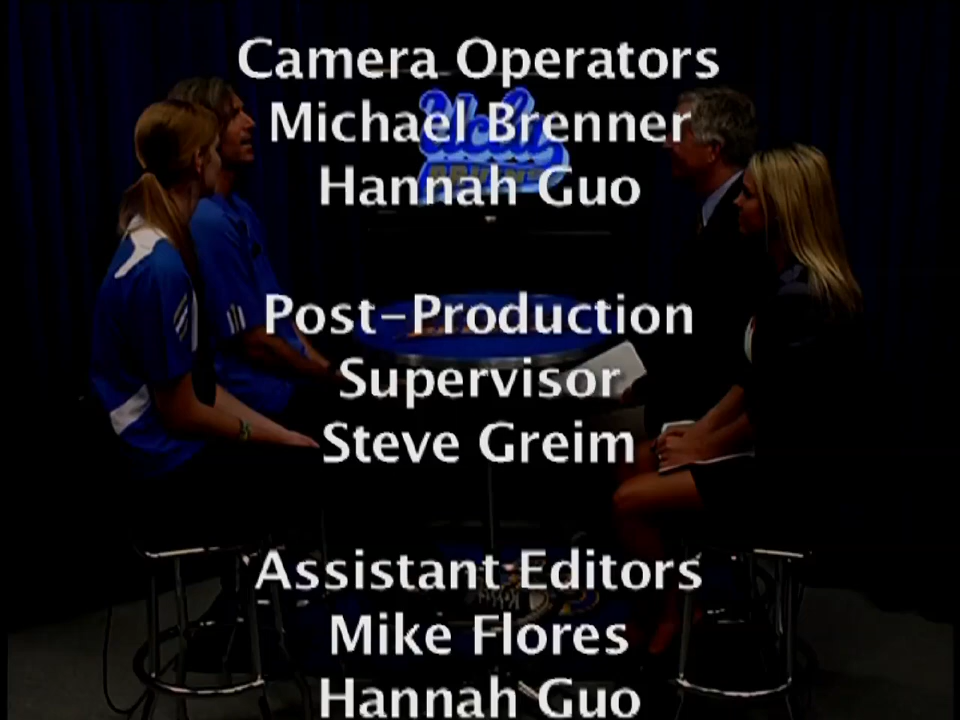 Camera Operators
Michael Brenner
Hannah Guo
Post-Production
Supervisor
Steve Greim
Assistant Editors
Mike Flores
Hannah Guo